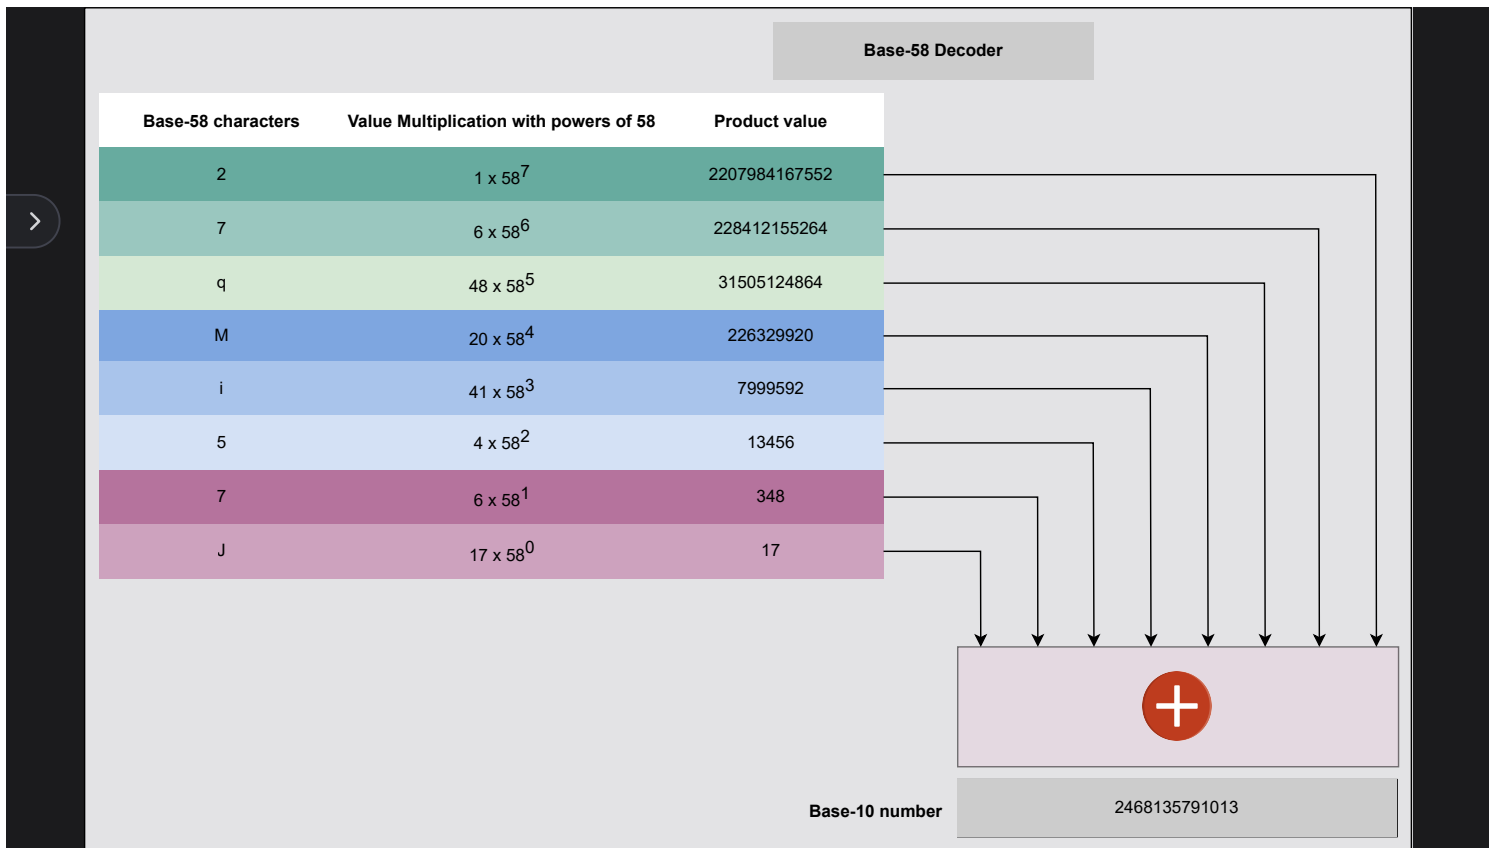 Base-58 Decoder
Base-58 characters Value Multiplication with powers of 58 Product value
2 1 x 58⁷ 2207984167552
7 6 x 58⁶ 228412155264
q 48 x 58⁵ 31505124864
M 20 x 58⁴ 226329920
i 41 x 58³ 7999592
5 4 x 58² 13456
7 6 x 58¹ 348
J 17 x 58⁰ 17
Base-10 number 2468135791013